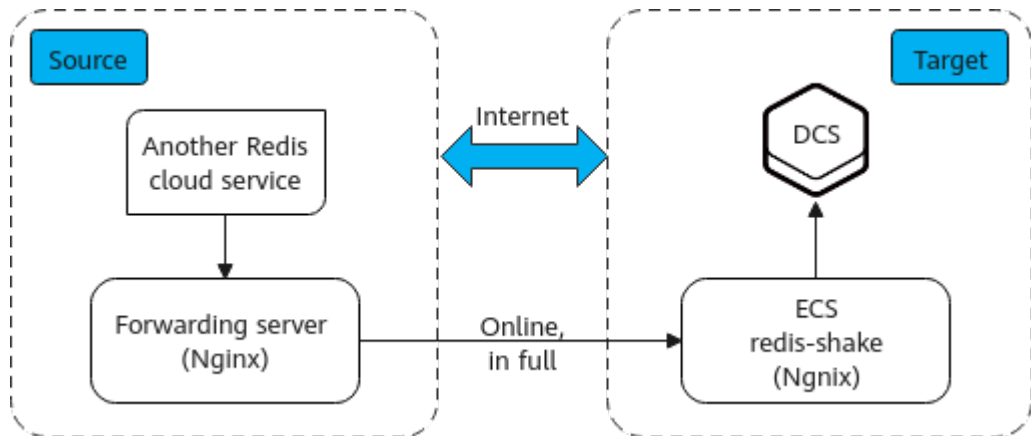 Source
Target
Internet
Another Redis
cloud service
DCS
Forwarding server
(Nginx)
Online,
in full
ECS
redis-shake
(Ngnix)